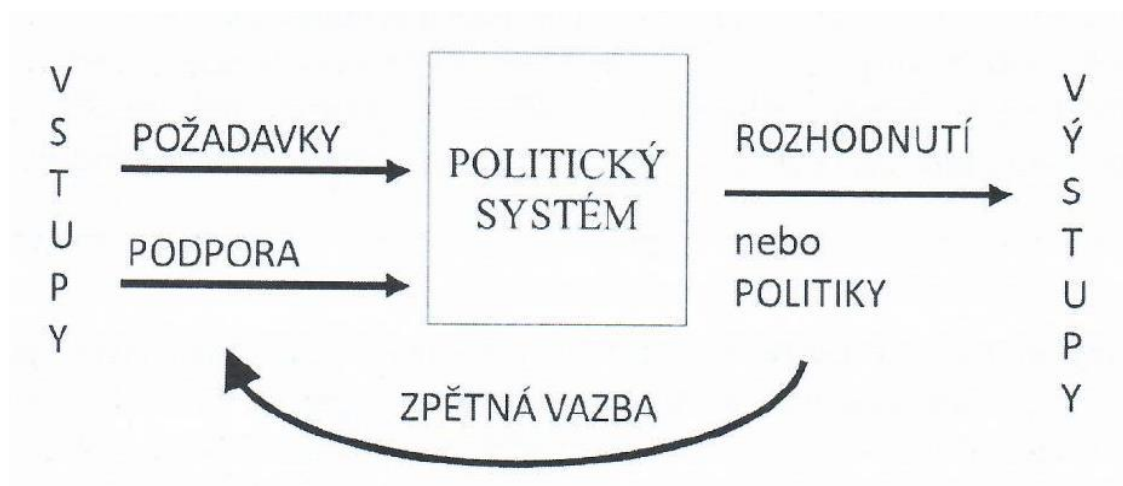 VSTUPY
POŽADAVKY
PODPORA
POLITICKÝ
SYSTÉM
ROZHODNUTÍ
nebo
POLITIKY
VÝSTUPY
ZPĚTNÁ VAZBA